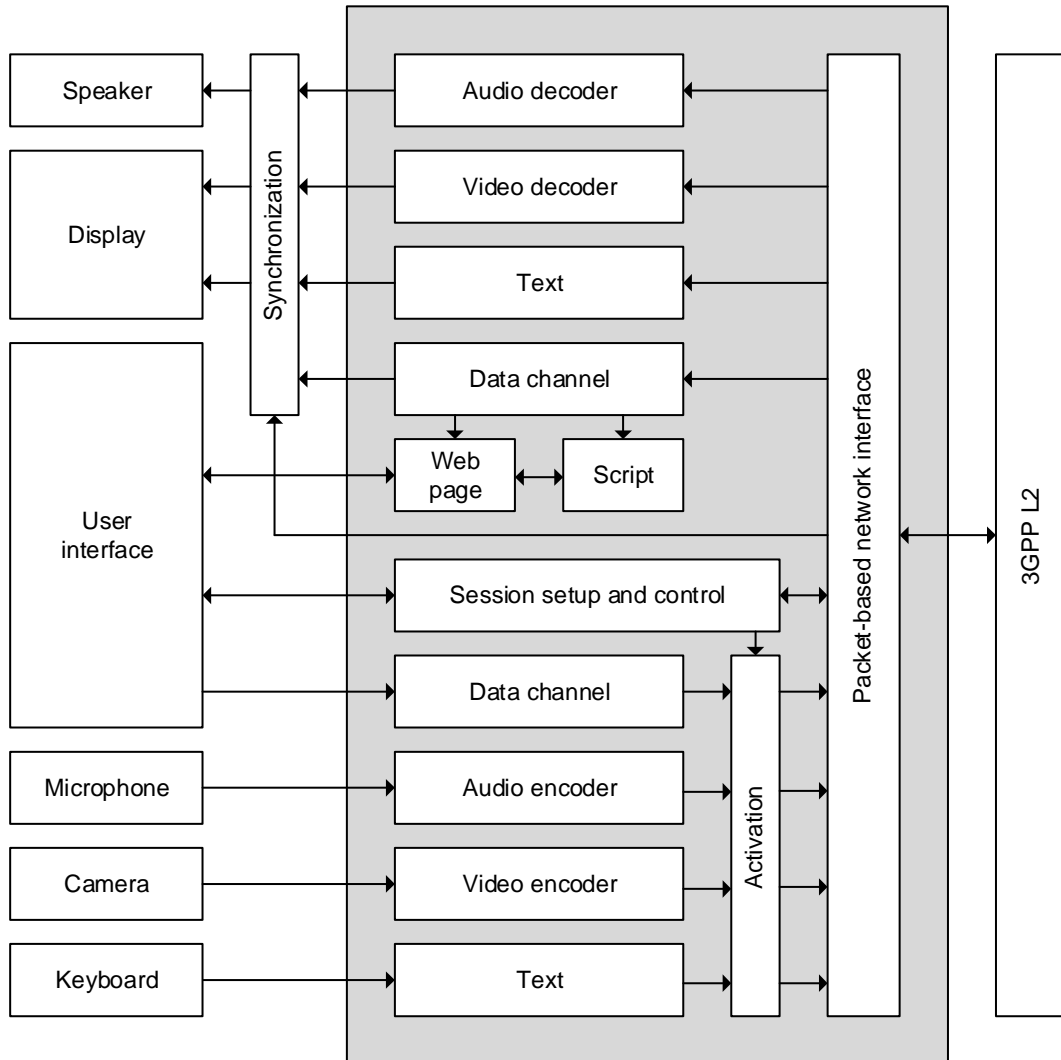 Speaker
Audio decoder
Display
Video decoder
Text
Synchronization
Data channel
Web
page
Script
User
interface
Session setup and control
Data channel
Microphone
Audio encoder
Camera
Video encoder
Keyboard
Text
Activation
Packet-based network interface
3GPP L2